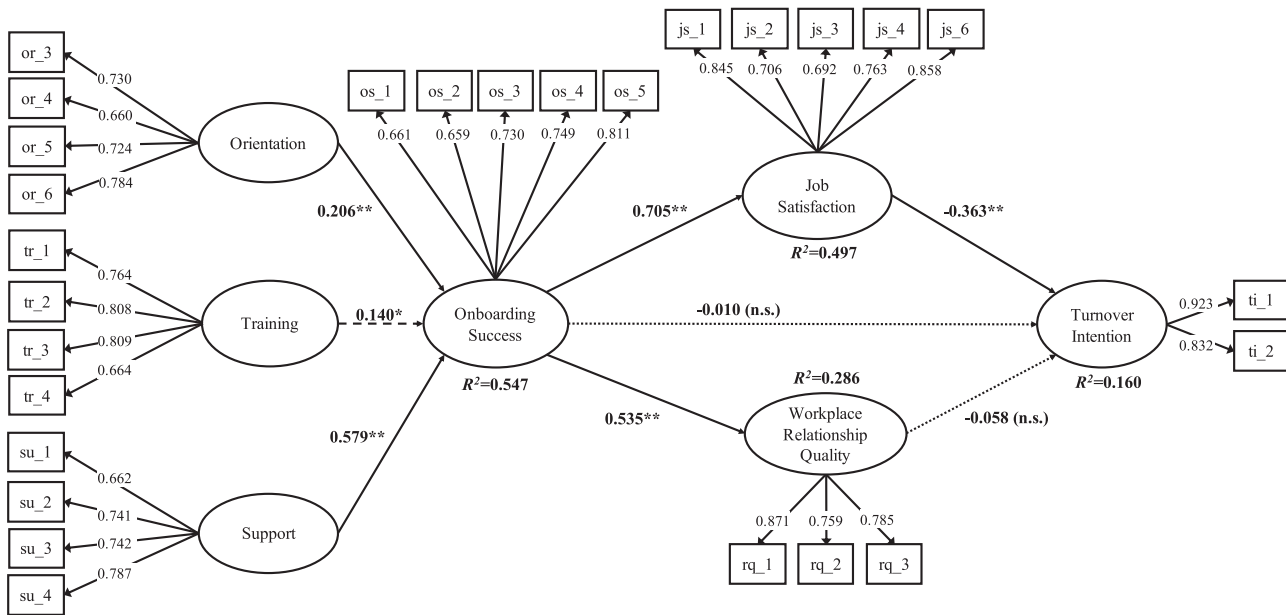 or_3
0.730
or_4
0.660
or_5
0.724
or_6
0.784
Orientation
0.206**
tr_1
0.764
tr_2
0.808
tr_3
0.809
tr_4
0.664
Training
0.140*
su_1
0.662
su_2
0.741
su_3
0.742
su_4
0.787
Support
0.579**
os_1
os_2
os_3
os_4
os_5
0.661
0.659
0.730
0.749
0.811
Onboarding
Success
R²=0.547
js_1
js_2
js_3
js_4
js_6
0.845
0.706
0.692
0.763
0.858
Job
Satisfaction
R²=0.497
0.705**
-0.363**
-0.010 (n.s.)
0.535**
R²=0.286
Workplace
Relationship
Quality
-0.058 (n.s.)
0.871
0.759
0.785
rq_1
rq_2
rq_3
Turnover
Intention
R²=0.160
0.923
ti_1
0.832
ti_2